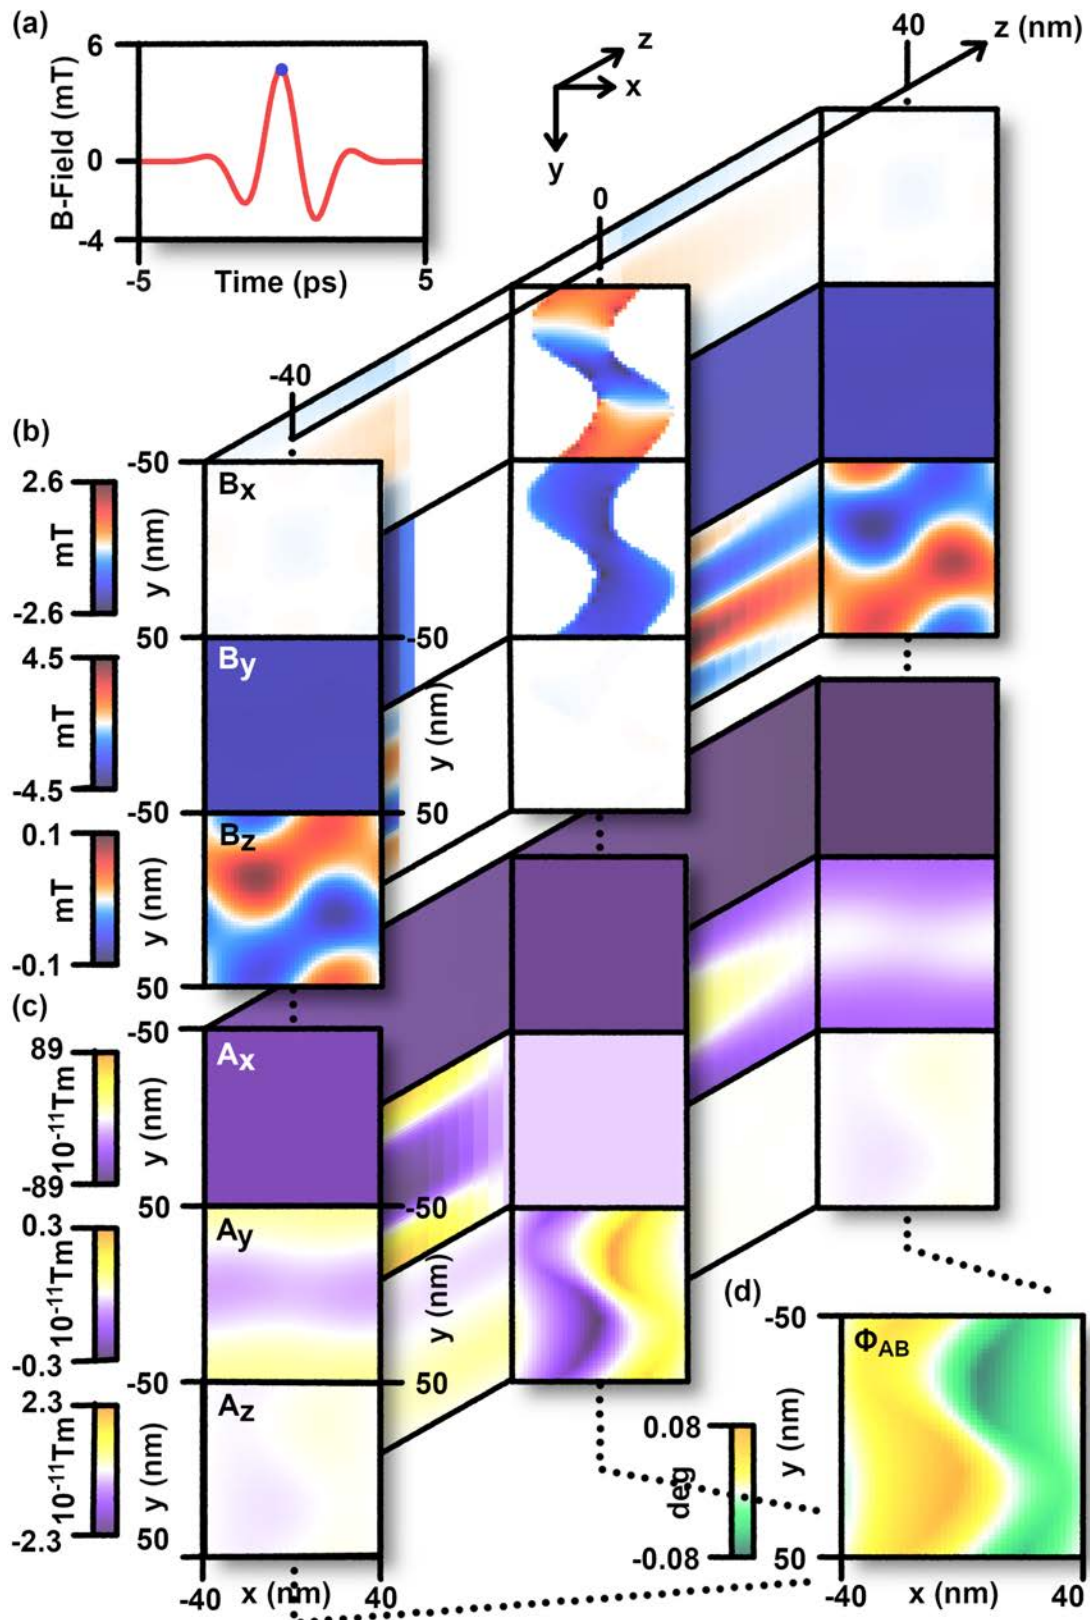 (a)
6
0
-4
B-Field (mT)
-5
Time (ps)
5
z
x
y
40
z (nm)
0
-40
(b)
2.6
mT
-2.6
-50
Bx
y (nm)
50
4.5
mT
-4.5
By
-50
y (nm)
-50
50
0.1
mT
-0.1
Bz
y (nm)
50
(c)
89
10⁻¹¹Tm
-89
-50
Ax
y (nm)
50
0.3
10⁻¹¹Tm
-0.3
Ay
-50
y (nm)
-50
50
2.3
10⁻¹¹Tm
-2.3
Az
y (nm)
50
-40
x (nm)
40
(d)
0.08
deg
-0.08
-50
ΦAB
y (nm)
50
-40
x (nm)
40